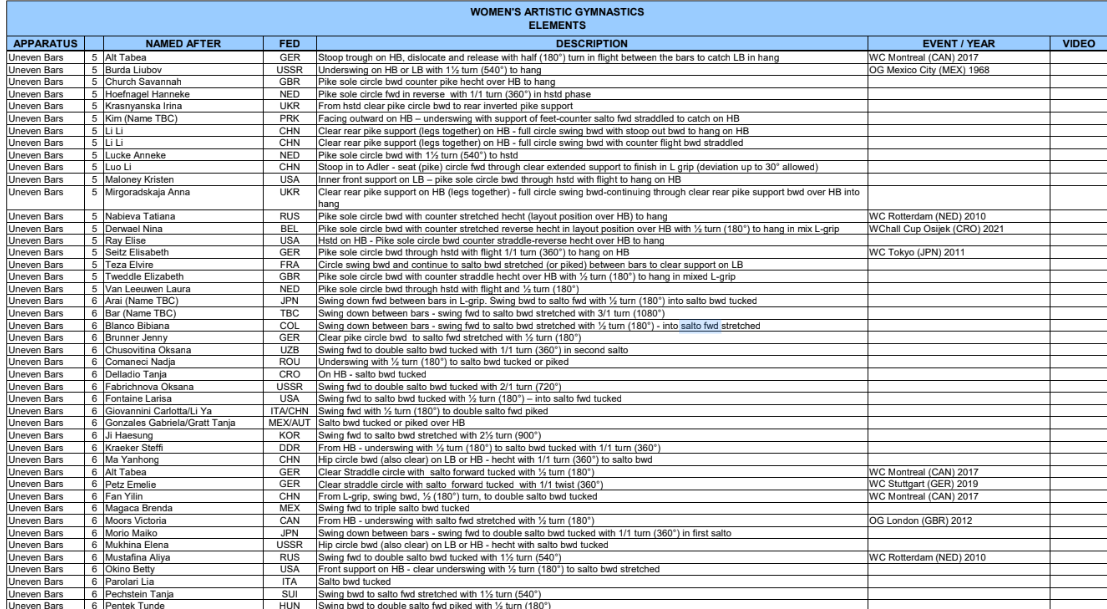 WOMEN'S ARTISTIC GYMNASTICS
ELEMENTS
APPARATUS NAMED AFTER FED DESCRIPTION EVENT / YEAR VIDEO
Uneven Bars 5 Alt Tabea GER Stoop trough on HB, dislocate and release with half (180°) turn in flight between the bars to catch LB in hang WC Montreal (CAN) 2017
Uneven Bars 5 Burda Liubov USSR Underswing on HB or LB with 1½ turn (540°) to hang OG Mexico City (MEX) 1968
Uneven Bars 5 Church Savannah GBR Pike sole circle bwd counter pike hecht over HB to hang
Uneven Bars 5 Hoefnagel Hanneke NED Pike sole circle fwd in reverse with 1/1 turn (360°) in hstd phase
Uneven Bars 5 Krasnyanska Irina UKR From hstd clear pike circle bwd to rear inverted pike support
Uneven Bars 5 Kim (Name TBC) PRK Facing outward on HB – underswing with support of feet-counter salto fwd straddled to catch on HB
Uneven Bars 5 Li Li CHN Clear rear pike support (legs together) on HB - full circle swing bwd with stoop out bwd to hang on HB
Uneven Bars 5 Li Li CHN Clear rear pike support (legs together) on HB - full circle swing bwd with counter flight bwd straddled
Uneven Bars 5 Lucke Anneke NED Pike sole circle bwd with 1½ turn (540°) to hstd
Uneven Bars 5 Luo Li CHN Stoop in to Adler - seat (pike) circle fwd through clear extended support to finish in L grip (deviation up to 30° allowed)
Uneven Bars 5 Maloney Kristen USA Inner front support on LB – pike sole circle bwd through hstd with flight to hang on HB
Uneven Bars 5 Mirgoradskaja Anna UKR Clear rear pike support on HB (legs together) - full circle swing bwd-continuing through clear rear pike support bwd over HB into
hang
Uneven Bars 5 Nabieva Tatiana RUS Pike sole circle bwd with counter stretched hecht (layout position over HB) to hang WC Rotterdam (NED) 2010
Uneven Bars 5 Derwael Nina BEL Pike sole circle bwd with counter stretched reverse hecht in layout position over HB with ½ turn (180°) to hang in mix L-grip WChall Cup Osijek (CRO) 2021
Uneven Bars 5 Ray Elise USA Hstd on HB - Pike sole circle bwd counter straddle-reverse hecht over HB to hang
Uneven Bars 5 Seitz Elisabeth GER Pike sole circle bwd through hstd with flight 1/1 turn (360°) to hang on HB WC Tokyo (JPN) 2011
Uneven Bars 5 Teza Elvire FRA Circle swing bwd and continue to salto bwd stretched (or piked) between bars to clear support on LB
Uneven Bars 5 Tweddle Elizabeth GBR Pike sole circle bwd with counter straddle hecht over HB with ½ turn (180°) to hang in mixed L-grip
Uneven Bars 5 Van Leeuwen Laura NED Pike sole circle bwd through hstd with flight and ½ (180°)
Uneven Bars 6 Arai (Name TBC) JPN Swing down fwd between bars in L-grip. Swing bwd to salto fwd with ½ turn (180°) into salto bwd tucked
Uneven Bars 6 Bar (Name TBC) TBC Swing down between bars - swing fwd to salto bwd stretched with 3/1 turn (1080°)
Uneven Bars 6 Blanco Bibiana COL Swing down between bars - swing fwd to salto bwd stretched with ½ turn (180°) - into salto fwd stretched
Uneven Bars 6 Brunner Jenny GER Clear pike circle bwd to salto fwd stretched with ½ turn (180°)
Uneven Bars 6 Chusovitina Oksana UZB Swing fwd to double salto bwd tucked with 1/1 turn (360°) in second salto
Uneven Bars 6 Comaneci Nadja ROU Underswing with ½ turn (180°) to salto bwd tucked or piked
Uneven Bars 6 Delladio Tanja CRO On HB - salto bwd tucked
Uneven Bars 6 Fabrichnova Oksana USSR Swing fwd to double salto bwd tucked with 2/1 turn (720°)
Uneven Bars 6 Fontaine Larisa USA Swing fwd to salto bwd tucked with ½ turn (180°) – into salto fwd tucked
Uneven Bars 6 Giovannini Carlotta/Li Ya ITA/CHN Swing fwd with ½ turn (180°) to double salto fwd piked
Uneven Bars 6 Gonzales Gabriela/Gratt Tanja MEX/AUT Salto bwd tucked or piked over HB
Uneven Bars 6 Ji Haesung KOR Swing fwd to salto bwd stretched with 2½ turn (900°)
Uneven Bars 6 Kraeker Steffi DDR From HB - underswing with ½ turn (180°) to salto bwd tucked with 1/1 turn (360°)
Uneven Bars 6 Ma Yanhong CHN Hip circle bwd (also clear) on LB or HB - hecht with 1/1 turn (360°) to salto bwd
Uneven Bars 6 Alt Tabea GER Clear Straddle circle with salto forward tucked with ½ turn (180°) WC Montreal (CAN) 2017
Uneven Bars 6 Petz Emelie GER Clear straddle circle with salto forward tucked with 1/1 twist (360°) WC Stuttgart (GER) 2019
Uneven Bars 6 Fan Yilin CHN From L-grip, swing bwd, ½ (180°) turn, to double salto bwd tucked WC Montreal (CAN) 2017
Uneven Bars 6 Magaca Brenda MEX Swing fwd to triple salto bwd tucked
Uneven Bars 6 Moors Victoria CAN From HB - underswing with salto fwd stretched with ½ turn (180°) OG London (GBR) 2012
Uneven Bars 6 Morio Maiko JPN Swing down between bars - swing fwd to double salto bwd tucked with 1/1 turn (360°) in first salto
Uneven Bars 6 Mukhina Elena USSR Hip circle bwd (also clear) on LB or HB - hecht with salto bwd tucked
Uneven Bars 6 Mustafina Aliya RUS Swing fwd to double salto bwd tucked with 1½ turn (540°) WC Rotterdam (NED) 2010
Uneven Bars 6 Okino Betty USA Front support on HB - clear underswing with ½ turn (180°) to salto bwd stretched
Uneven Bars 6 Parolari Lia ITA Salto bwd tucked
Uneven Bars 6 Pechstein Tanja SUI Swing bwd to salto fwd stretched with 1½ turn (540°)
Uneven Bars 6 Pentek Tunde HUN Swing bwd to double salto fwd piked with ½ turn (180°)